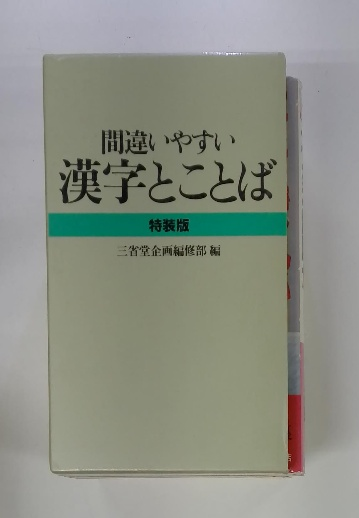 間違いやすい
漢字とことば
特装版
三省堂企画編修部 編